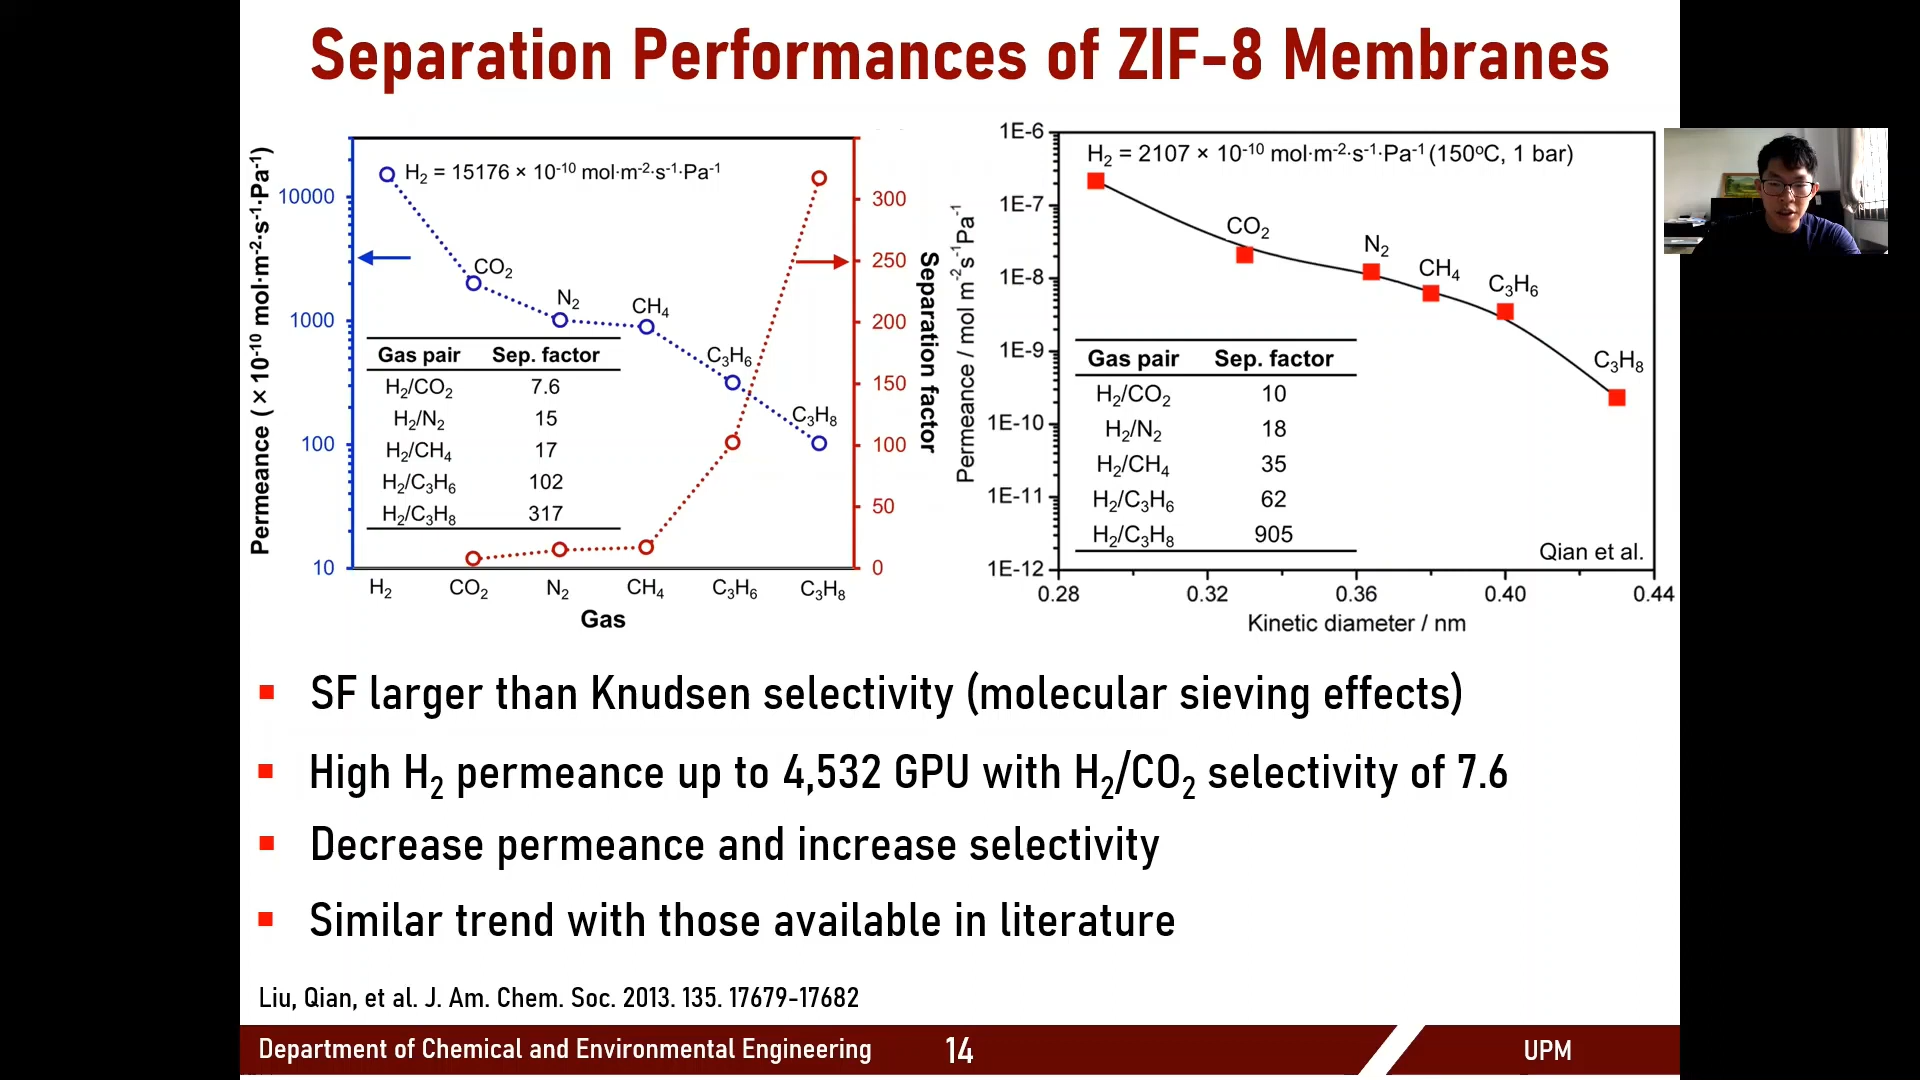 Separation Performances of ZIF-8 Membranes
Permeance (× 10⁻¹⁰ mol·m⁻²·s⁻¹·Pa⁻¹)
10000
1000
100
10
H₂ = 15176 × 10⁻¹⁰ mol·m⁻²·s⁻¹·Pa⁻¹
CO₂
N₂
CH₄
C₃H₆
C₃H₈
Gas pair Sep. factor
H₂/CO₂ 7.6
H₂/N₂ 15
H₂/CH₄ 17
H₂/C₃H₆ 102
H₂/C₃H₈ 317
300
250
200
150
100
50
0
Separation factor
H₂ CO₂ N₂ CH₄ C₃H₆ C₃H₈
Gas
Permeance / mol m⁻²s⁻¹Pa⁻¹
1E-6
1E-7
1E-8
1E-9
1E-10
1E-11
1E-12
H₂ = 2107 × 10⁻¹⁰ mol·m⁻²·s⁻¹·Pa⁻¹ (150ºC, 1 bar)
CO₂
N₂
CH₄
C₃H₆
C₃H₈
Gas pair Sep. factor
H₂/CO₂ 10
H₂/N₂ 18
H₂/CH₄ 35
H₂/C₃H₆ 62
H₂/C₃H₈ 905
Qian et al.
0.28 0.32 0.36 0.40 0.44
Kinetic diameter / nm
▪ SF larger than Knudsen selectivity (molecular sieving effects)
▪ High H₂ permeance up to 4,532 GPU with H₂/CO₂ selectivity of 7.6
▪ Decrease permeance and increase selectivity
▪ Similar trend with those available in literature
Liu, Qian, et al. J. Am. Chem. Soc. 2013. 135. 17679-17682
Department of Chemical and Environmental Engineering 14 UPM